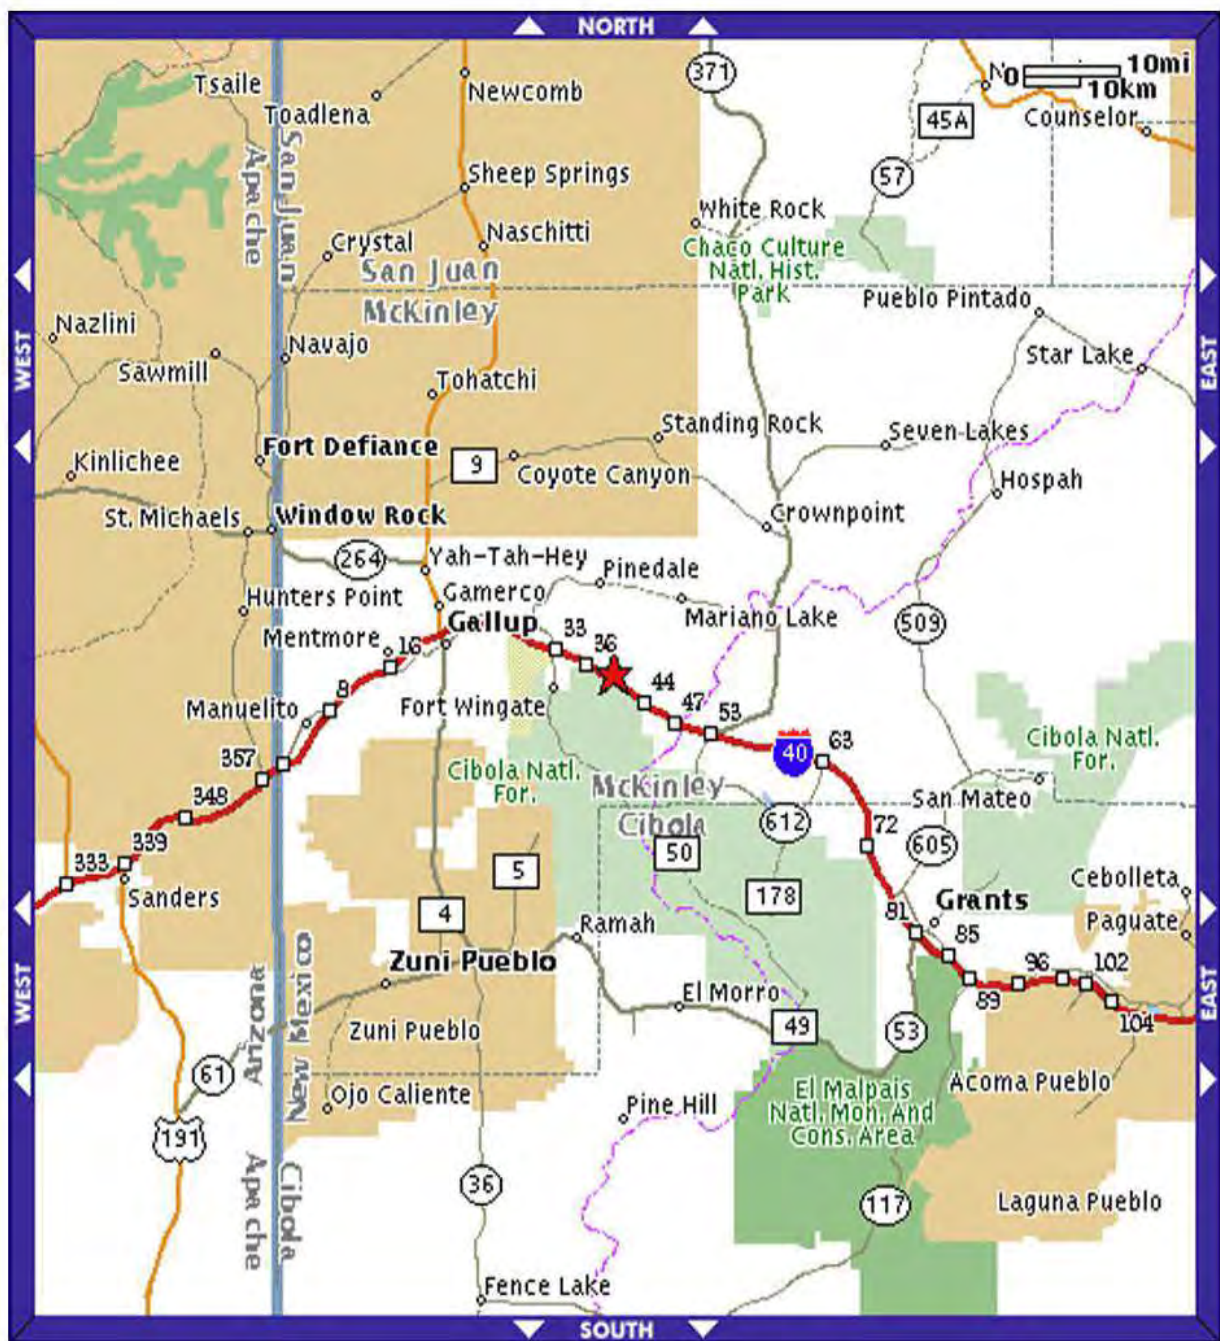 NORTH
371
N
0
10mi
10km
Tsaile
Toadlena
Newcomb
45A
Counselor
San Juan
Apache
Sheep Springs
57
White Rock
Crystal
Naschitti
Chaco Culture
Natl. Hist.
Park
San Juan
McKinley
Pueblo Pintado
Nazlini
Navajo
Star Lake
WEST
EAST
Sawmill
Tohatchi
Standing Rock
Seven Lakes
Fort Defiance
Kinlichee
9
Coyote Canyon
Hospah
St. Michaels
Window Rock
Crownpoint
264
Yah-Tah-Hey
Pinedale
Hunters Point
Gamerco
Mariano Lake
509
Mentmore
16
Gallup
33
36
44
47
53
8
Manuelito
Fort Wingate
40
63
Cibola Natl.
For.
357
Cibola Natl.
For.
McKinley
Cibola
San Mateo
348
612
72
605
339
333
50
5
178
Sanders
4
Cebolleta
Grants
81
Paguate
Ramah
85
Zuni Pueblo
96
102
WEST
EAST
Arizona
New Mexico
El Morro
89
104
Zuni Pueblo
49
53
61
Ojo Caliente
Acoma Pueblo
El Malpais
Natl. Mon. And
Cons. Area
Pine Hill
191
Apache
Cibola
36
117
Laguna Pueblo
Fence Lake
SOUTH